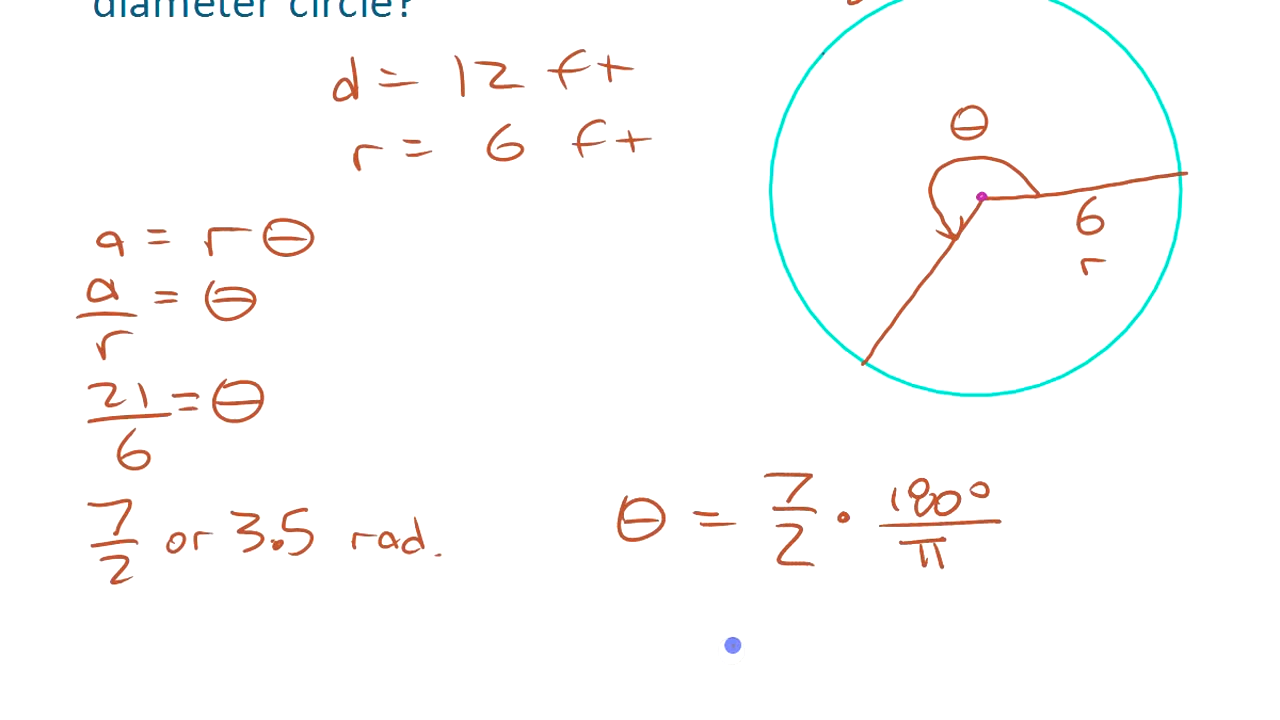 diameter circle?
d = 12 ft
r = 6 ft
θ
6
r
a = rθ
a/r = θ
21/6 = θ
7/2 or 3.5 rad.
θ = 7/2 · 180°/π